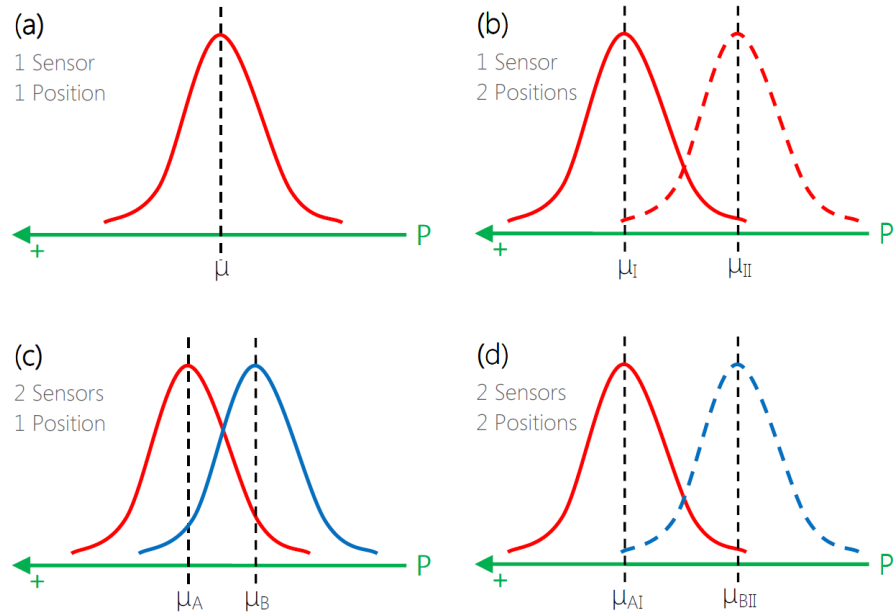 (a)
1 Sensor
1 Position
+
P
μ
(b)
1 Sensor
2 Positions
+
P
μI
μII
(c)
2 Sensors
1 Position
+
P
μA
μB
(d)
2 Sensors
2 Positions
+
P
μAI
μBII